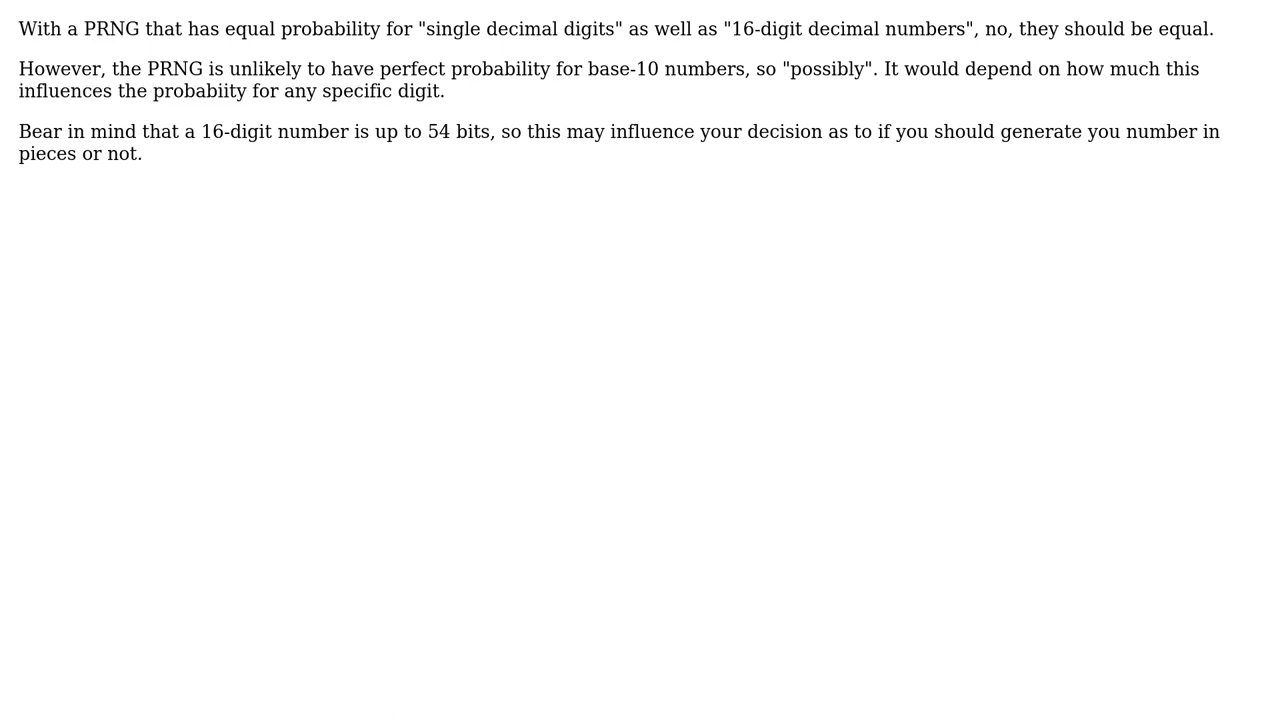 With a PRNG that has equal probability for "single decimal digits" as well as "16-digit decimal numbers", no, they should be equal.
However, the PRNG is unlikely to have perfect probability for base-10 numbers, so "possibly". It would depend on how much this
influences the probabiity for any specific digit.
Bear in mind that a 16-digit number is up to 54 bits, so this may influence your decision as to if you should generate you number in
pieces or not.